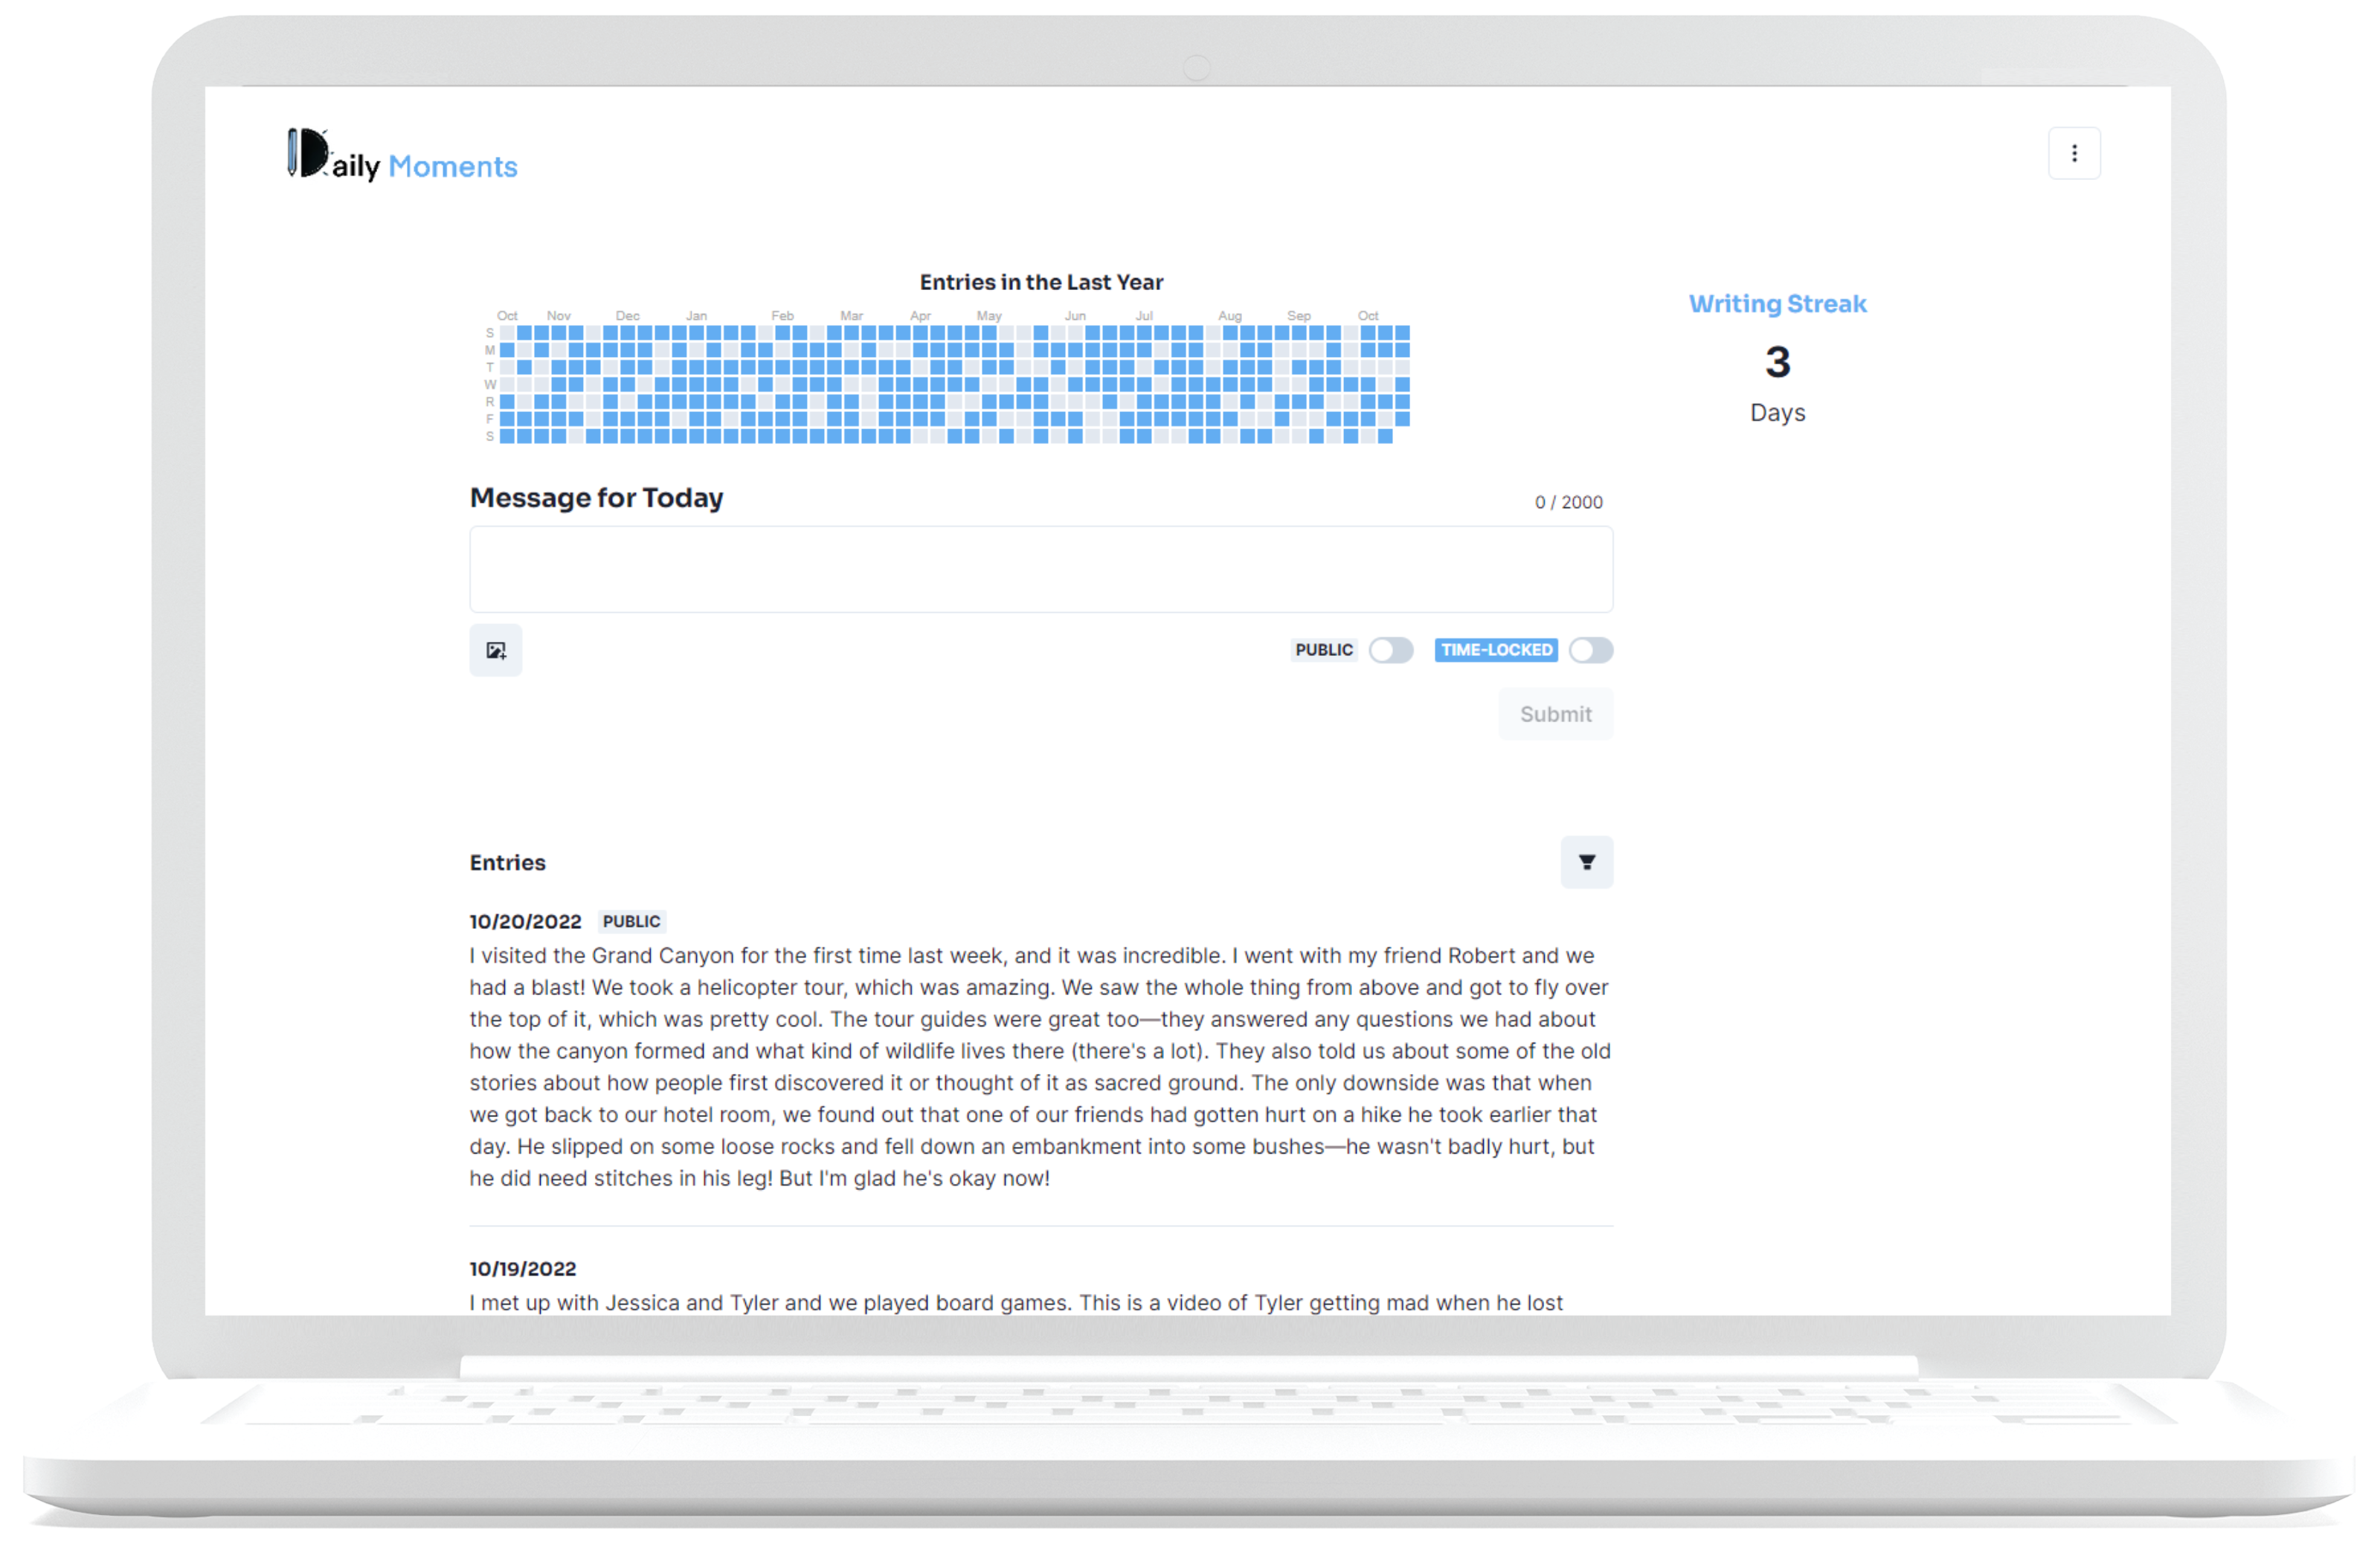 Daily Moments
Entries in the Last Year
Oct Nov Dec Jan Feb Mar Apr May Jun Jul Aug Sep Oct
S
M
T
W
R
F
S
Writing Streak
3
Days
Message for Today
0 / 2000
PUBLIC TIME-LOCKED
Submit
Entries
10/20/2022 PUBLIC
I visited the Grand Canyon for the first time last week, and it was incredible. I went with my friend Robert and we
had a blast! We took a helicopter tour, which was amazing. We saw the whole thing from above and got to fly over
the top of it, which was pretty cool. The tour guides were great too—they answered any questions we had about
how the canyon formed and what kind of wildlife lives there (there's a lot). They also told us about some of the old
stories about how people first discovered it or thought of it as sacred ground. The only downside was that when
we got back to our hotel room, we found out that one of our friends had gotten hurt on a hike he took earlier that
day. He slipped on some loose rocks and fell down an embankment into some bushes—he wasn't badly hurt, but
he did need stitches in his leg! But I'm glad he's okay now!
10/19/2022
I met up with Jessica and Tyler and we played board games. This is a video of Tyler getting mad when he lost